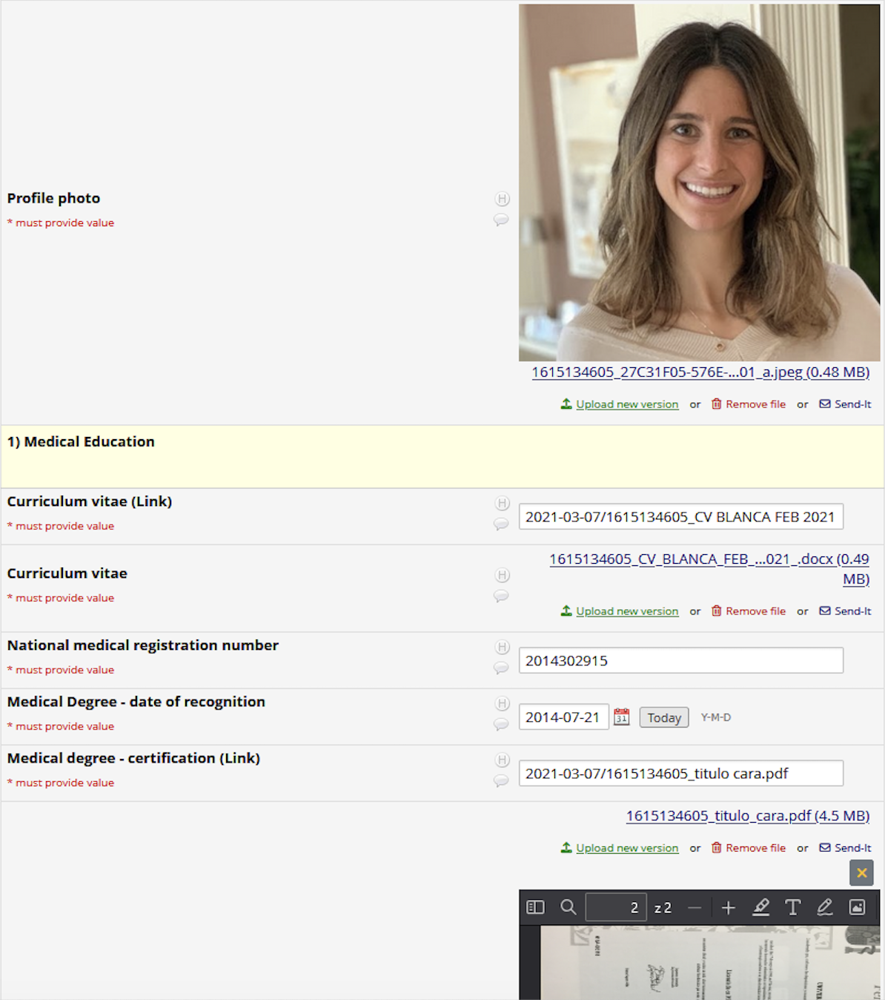 Profile photo
* must provide value
H
1615134605_27C31F05-576E-...01_a.jpeg (0.48 MB)
Upload new version or Remove file or Send-It
1) Medical Education
Curriculum vitae (Link)
* must provide value
H
2021-03-07/1615134605_CV BLANCA FEB 2021
Curriculum vitae
* must provide value
H
1615134605_CV_BLANCA_FEB_...021_.docx (0.49
MB)
Upload new version or Remove file or Send-It
National medical registration number
* must provide value
H
2014302915
Medical Degree - date of recognition
* must provide value
H
2014-07-21 31 Today Y-M-D
Medical degree - certification (Link)
* must provide value
H
2021-03-07/1615134605_titulo cara.pdf
1615134605_titulo_cara.pdf (4.5 MB)
Upload new version or Remove file or Send-It
2 z 2